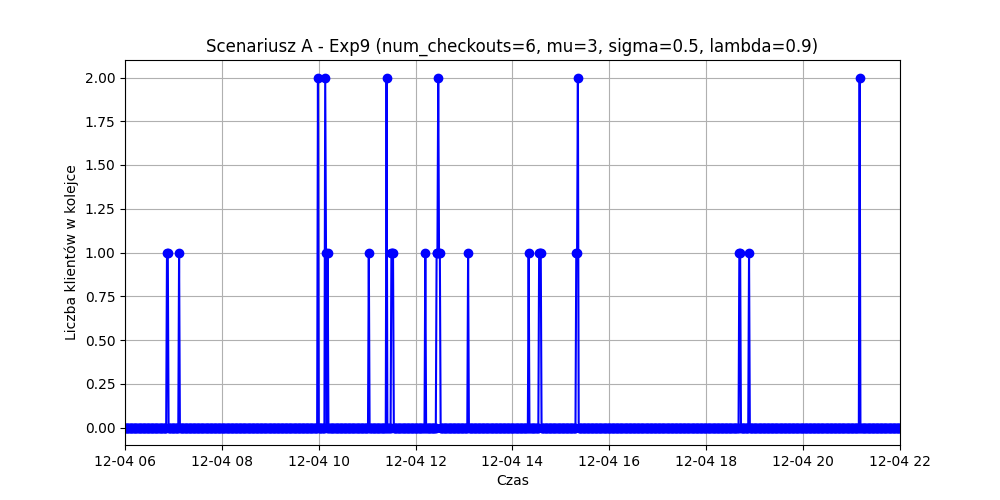 Scenariusz A - Exp9 (num_checkouts=6, mu=3, sigma=0.5, lambda=0.9)
Liczba klientów w kolejce
2.00
1.75
1.50
1.25
1.00
0.75
0.50
0.25
0.00
12-04 06 12-04 08 12-04 10 12-04 12 12-04 14 12-04 16 12-04 18 12-04 20 12-04 22
Czas